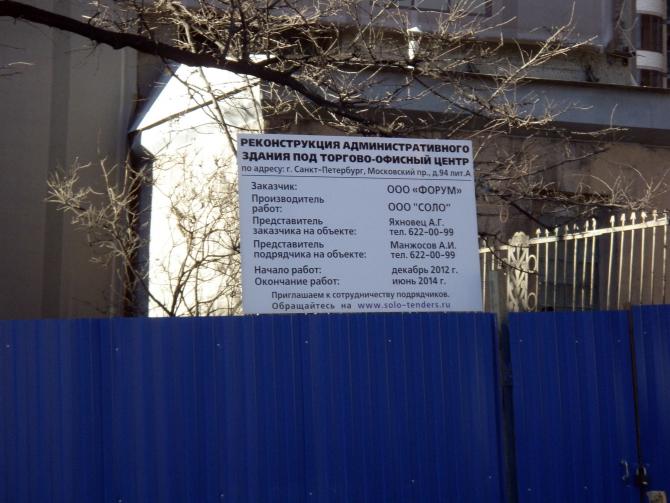 РЕКОНСТРУКЦИЯ АДМИНИСТРАТИВНОГО
ЗДАНИЯ ПОД ТОРГОВО-ОФИСНЫЙ ЦЕНТР
по адресу: г. Санкт-Петербург, Московский пр., д.94 лит.А
Заказчик: ООО «ФОРУМ»
Производитель
работ: ООО "СОЛО"
Представитель Яхновец А.Г.
заказчика на объекте: тел. 622-00-99
Представитель Манжосов А.И.
подрядчика на объекте: тел. 622-00-99
Начало работ: декабрь 2012 г.
Окончание работ: июнь 2014 г.
Приглашаем к сотрудничеству подрядчиков.
Обращайтесь на www.solo-tenders.ru